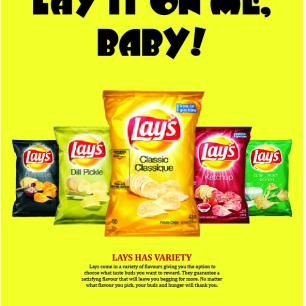 LAY IT ON ME,
BABY!
Lay's
Classic
Classique
Lay's
Dill Pickle
Lay's
Ketchup
Lay's
Lay's
LAYS HAS VARIETY
Lays come in a variety of flavours giving you the option to
choose what taste buds you want to reward. They guarantee a
satisfying flavour that will leave you begging for more. No matter
what flavour you pick, your buds and hunger will thank you.